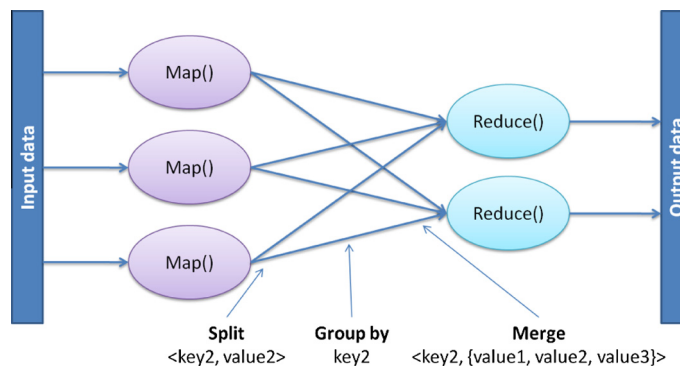 Input data
Map()
Map()
Map()
Reduce()
Reduce()
Output data
Split
<key2, value2>
Group by
key2
Merge
<key2, {value1, value2, value3}>